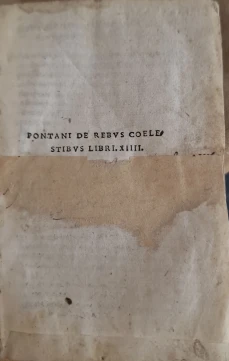 PONTANI DE REBVS COELE
STIBVS LIBRI. XIIII.